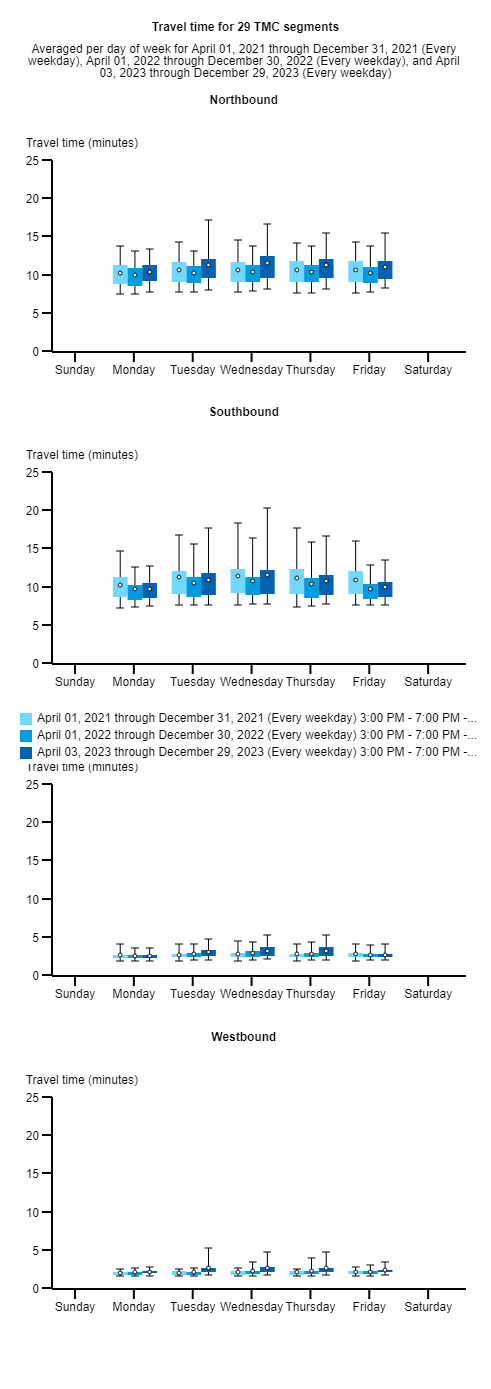 Travel time for 29 TMC segments
Averaged per day of week for April 01, 2021 through December 31, 2021 (Every
weekday), April 01, 2022 through December 30, 2022 (Every weekday), and April
03, 2023 through December 29, 2023 (Every weekday)
Northbound
Travel time (minutes)
25
20
15
10
5
0
Sunday Monday Tuesday Wednesday Thursday Friday Saturday
Southbound
Travel time (minutes)
25
20
15
10
5
0
Sunday Monday Tuesday Wednesday Thursday Friday Saturday
April 01, 2021 through December 31, 2021 (Every weekday) 3:00 PM - 7:00 PM -...
April 01, 2022 through December 30, 2022 (Every weekday) 3:00 PM - 7:00 PM -...
April 03, 2023 through December 29, 2023 (Every weekday) 3:00 PM - 7:00 PM -...
Travel time (minutes)
25
20
15
10
5
0
Sunday Monday Tuesday Wednesday Thursday Friday Saturday
Westbound
Travel time (minutes)
25
20
15
10
5
0
Sunday Monday Tuesday Wednesday Thursday Friday Saturday